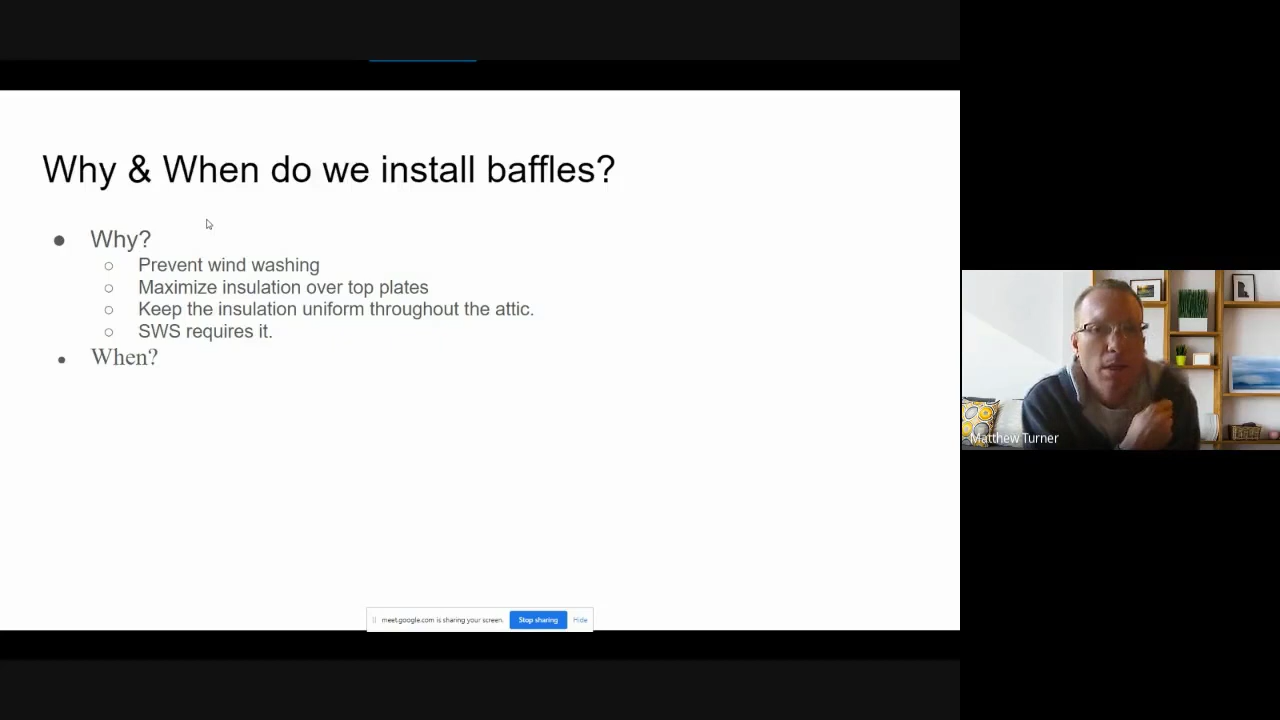 Why & When do we install baffles?
● Why?
○ Prevent wind washing
○ Maximize insulation over top plates
○ Keep the insulation uniform throughout the attic.
○ SWS requires it.
● When?
Matthew Turner
meet.google.com is sharing your screen. Stop sharing Hide